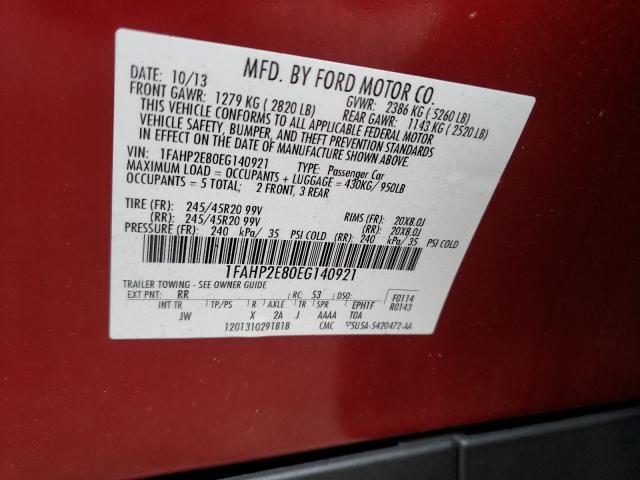 MFD. BY FORD MOTOR CO.
DATE: 10/13 GVWR: 2386 KG ( 5260 LB)
FRONT GAWR: 1279 KG ( 2820 LB) REAR GAWR: 1143 KG ( 2520 LB)
THIS VEHICLE CONFORMS TO ALL APPLICABLE FEDERAL MOTOR
VEHICLE SAFETY, BUMPER, AND THEFT PREVENTION STANDARDS
IN EFFECT ON THE DATE OF MANUFACTURE SHOWN ABOVE.
VIN: 1FAHP2E80EG140921 TYPE: Passenger Car
MAXIMUM LOAD = OCCUPANTS + LUGGAGE = 430KG/ 950LB
OCCUPANTS = 5 TOTAL; 2 FRONT, 3 REAR
TIRE (FR): 245/45R20 99V RIMS (FR): 20X8.0J
(RR): 245/45R20 99V (RR): 20X8.0J
PRESSURE (FR): 240 kPa/ 35 PSI COLD (RR): 240 kPa/ 35 PSI COLD
1FAHP2E80EG140921
TRAILER TOWING - SEE OWNER GUIDE
EXT PNT: RR RC: 53 DSO: FD114
INT TR TP/PS R AXLE TR SPR EPH1F R0143
JW X 2A J AAAA T0A
1201310291818 CMC ▽5U5A-5420472-AA